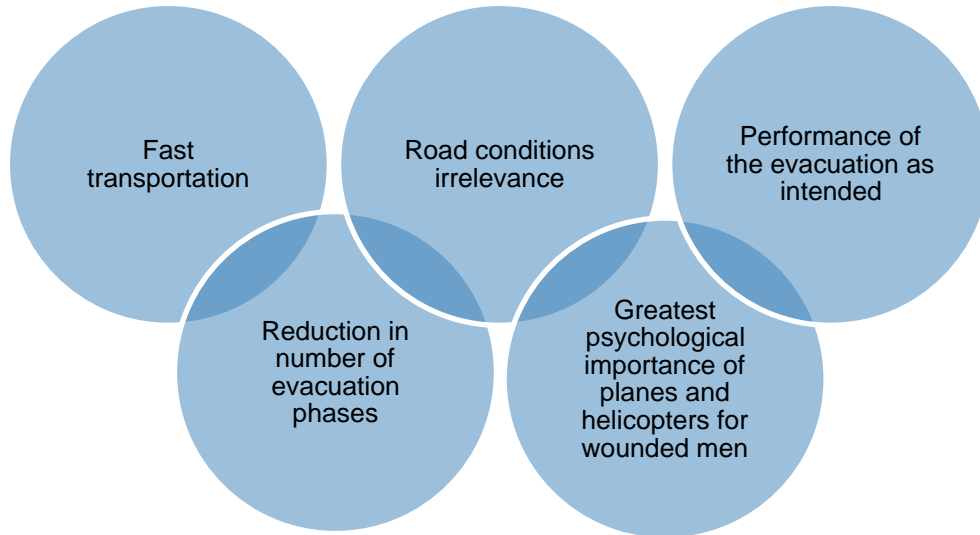 Fast
transportation
Road conditions
irrelevance
Performance of
the evacuation as
intended
Reduction in
number of
evacuation
phases
Greatest
psychological
importance of
planes and
helicopters for
wounded men